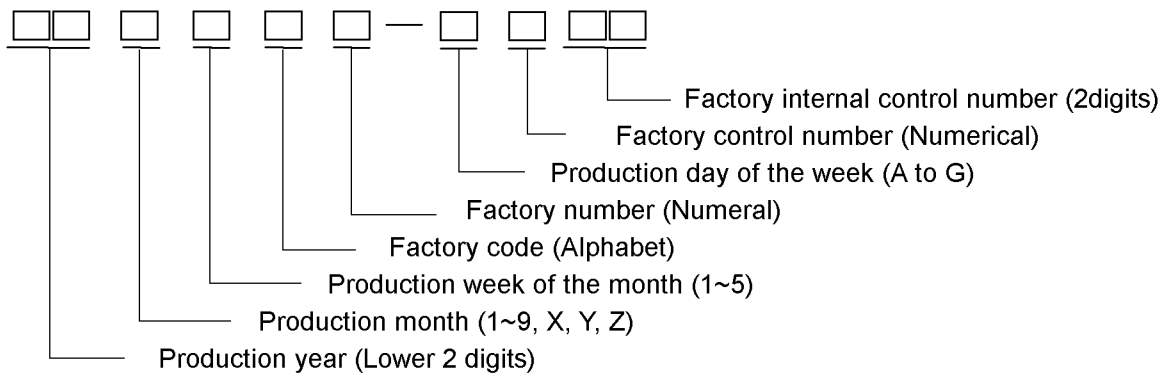 Factory internal control number (2digits)
Factory control number (Numerical)
Production day of the week (A to G)
Factory number (Numeral)
Factory code (Alphabet)
Production week of the month (1~5)
Production month (1~9, X, Y, Z)
Production year (Lower 2 digits)